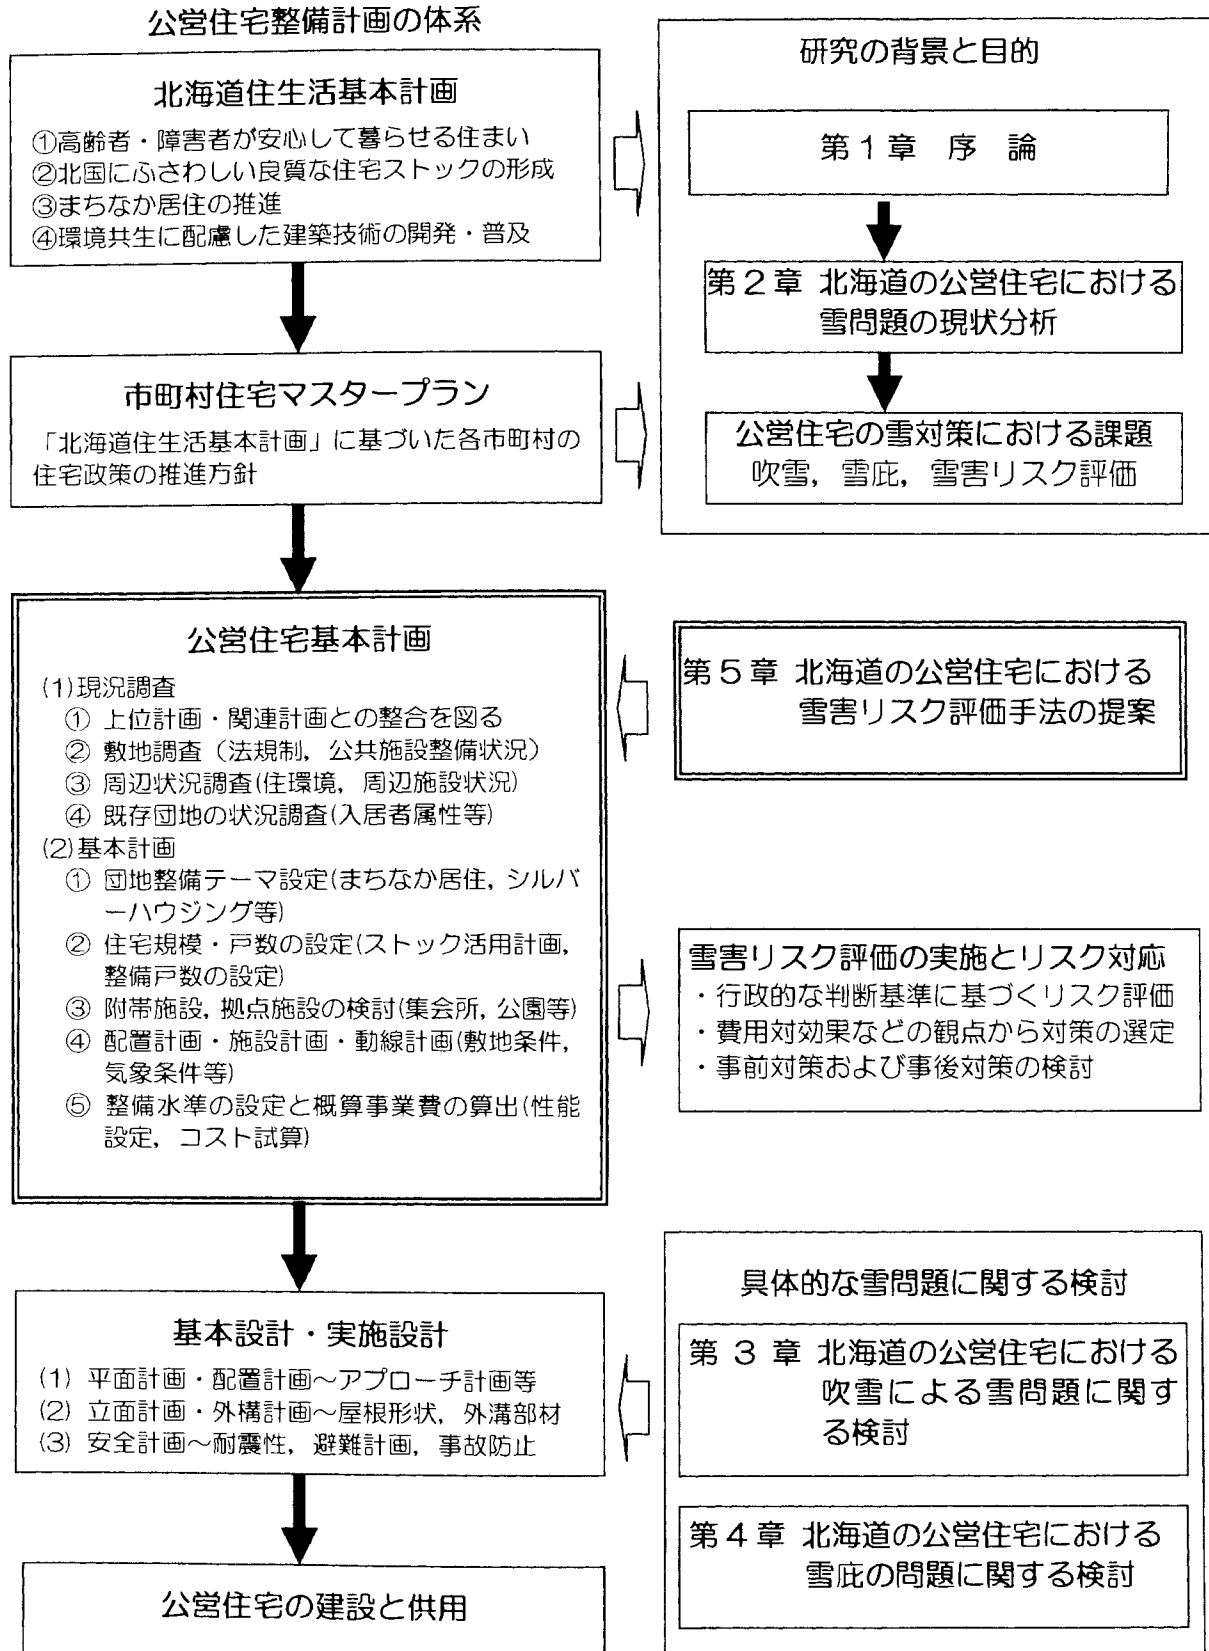 公営住宅整備計画の体系
北海道住生活基本計画
①高齢者・障害者が安心して暮らせる住まい
②北国にふさわしい良質な住宅ストックの形成
③まちなか居住の推進
④環境共生に配慮した建築技術の開発・普及
市町村住宅マスタープラン
「北海道住生活基本計画」に基づいた各市町村の
住宅政策の推進方針
公営住宅基本計画
(1)現況調査
① 上位計画・関連計画との整合を図る
② 敷地調査（法規制，公共施設整備状況）
③ 周辺状況調査(住環境，周辺施設状況)
④ 既存団地の状況調査(入居者属性等)
(2)基本計画
① 団地整備テーマ設定(まちなか居住，シルバ
ーハウジング等)
② 住宅規模・戸数の設定(ストック活用計画，
整備戸数の設定)
③ 附帯施設，拠点施設の検討(集会所，公園等)
④ 配置計画・施設計画・動線計画(敷地条件，
気象条件等)
⑤ 整備水準の設定と概算事業費の算出(性能
設定，コスト試算)
基本設計・実施設計
(1) 平面計画・配置計画～アプローチ計画等
(2) 立面計画・外構計画～屋根形状，外溝部材
(3) 安全計画～耐震性，避難計画，事故防止
公営住宅の建設と供用
研究の背景と目的
第１章 序 論
第２章 北海道の公営住宅における
雪問題の現状分析
公営住宅の雪対策における課題
吹雪，雪庇，雪害リスク評価
第５章 北海道の公営住宅における
雪害リスク評価手法の提案
雪害リスク評価の実施とリスク対応
・行政的な判断基準に基づくリスク評価
・費用対効果などの観点から対策の選定
・事前対策および事後対策の検討
具体的な雪問題に関する検討
第 ３ 章 北海道の公営住宅における
吹雪による雪問題に関す
る検討
第４章 北海道の公営住宅における
雪庇の問題に関する検討